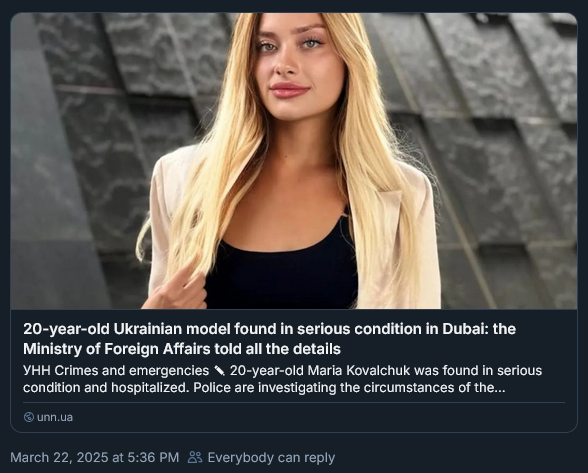 20-year-old Ukrainian model found in serious condition in Dubai: the
Ministry of Foreign Affairs told all the details
УНН Crimes and emergencies ✎ 20-year-old Maria Kovalchuk was found in serious
condition and hospitalized. Police are investigating the circumstances of the...
unn.ua
March 22, 2025 at 5:36 PM Everybody can reply